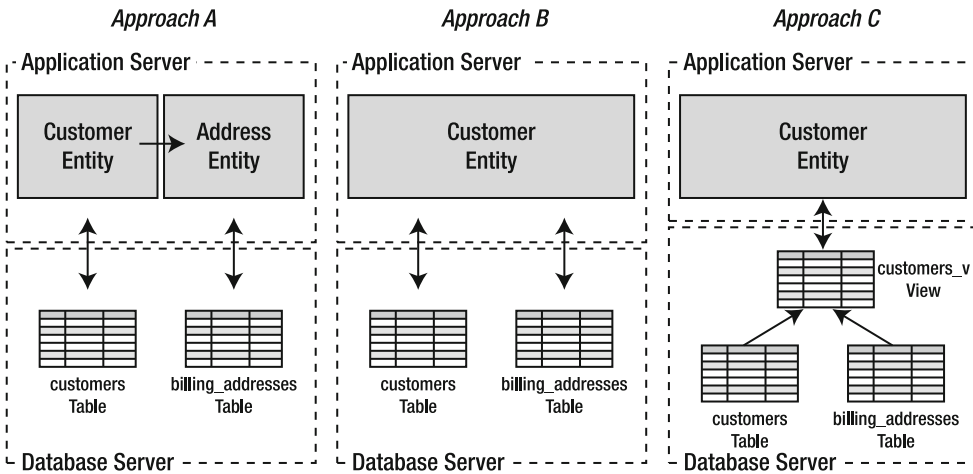 Approach A
Application Server
Customer
Entity
Address
Entity
customers
Table
billing_addresses
Table
Database Server
Approach B
Application Server
Customer
Entity
customers
Table
billing_addresses
Table
Database Server
Approach C
Application Server
Customer
Entity
customers_v
View
customers
Table
billing_addresses
Table
Database Server